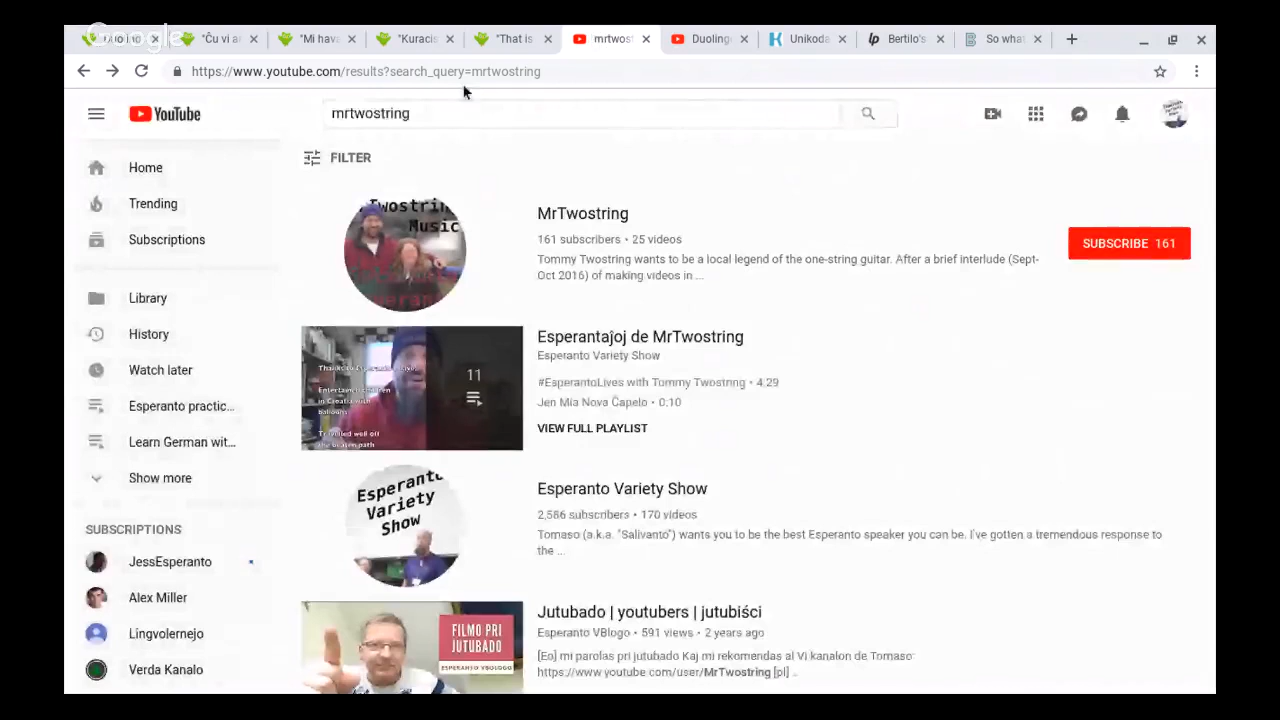 Google
"Ĉu vi ar
"Mi hava
"Kuracis
"That is
mrtwost
Duoling
Unikoda
Bertilo's
So what
https://www.youtube.com/results?search_query=mrtwostring
YouTube
mrtwostring
FILTER
Home
Trending
Subscriptions
Library
History
Watch later
Esperanto practic...
Learn German wit...
Show more
SUBSCRIPTIONS
JessEsperanto
Alex Miller
Lingvolernejo
Verda Kanalo
Twostrin
Music
MrTwostring
161 subscribers • 25 videos
Tommy Twostring wants to be a local legend of the one-string guitar. After a brief interlude (Sept-
Oct 2016) of making videos in ...
SUBSCRIBE 161
11
Esperantaĵoj de MrTwostring
Esperanto Variety Show
#EsperantoLives with Tommy Twostring • 4:29
Jen Mia Nova Ĉapelo • 0:10
VIEW FULL PLAYLIST
Esperanto
Variety
Show
Esperanto Variety Show
2,586 subscribers • 170 videos
Tomaso (a.k.a. "Salivanto") wants you to be the best Esperanto speaker you can be. I've gotten a tremendous response to
the ...
FILMO PRI
JUTUBADO
ESPERANTO VBLOGO
Jutubado | youtubers | jutubiści
Esperanto VBlogo • 591 views • 2 years ago
[Eo] mi parolas pri jutubado Kaj mi rekomendas al Vi kanalon de Tomaso:
https://www.youtube.com/user/MrTwostring [pl] ...